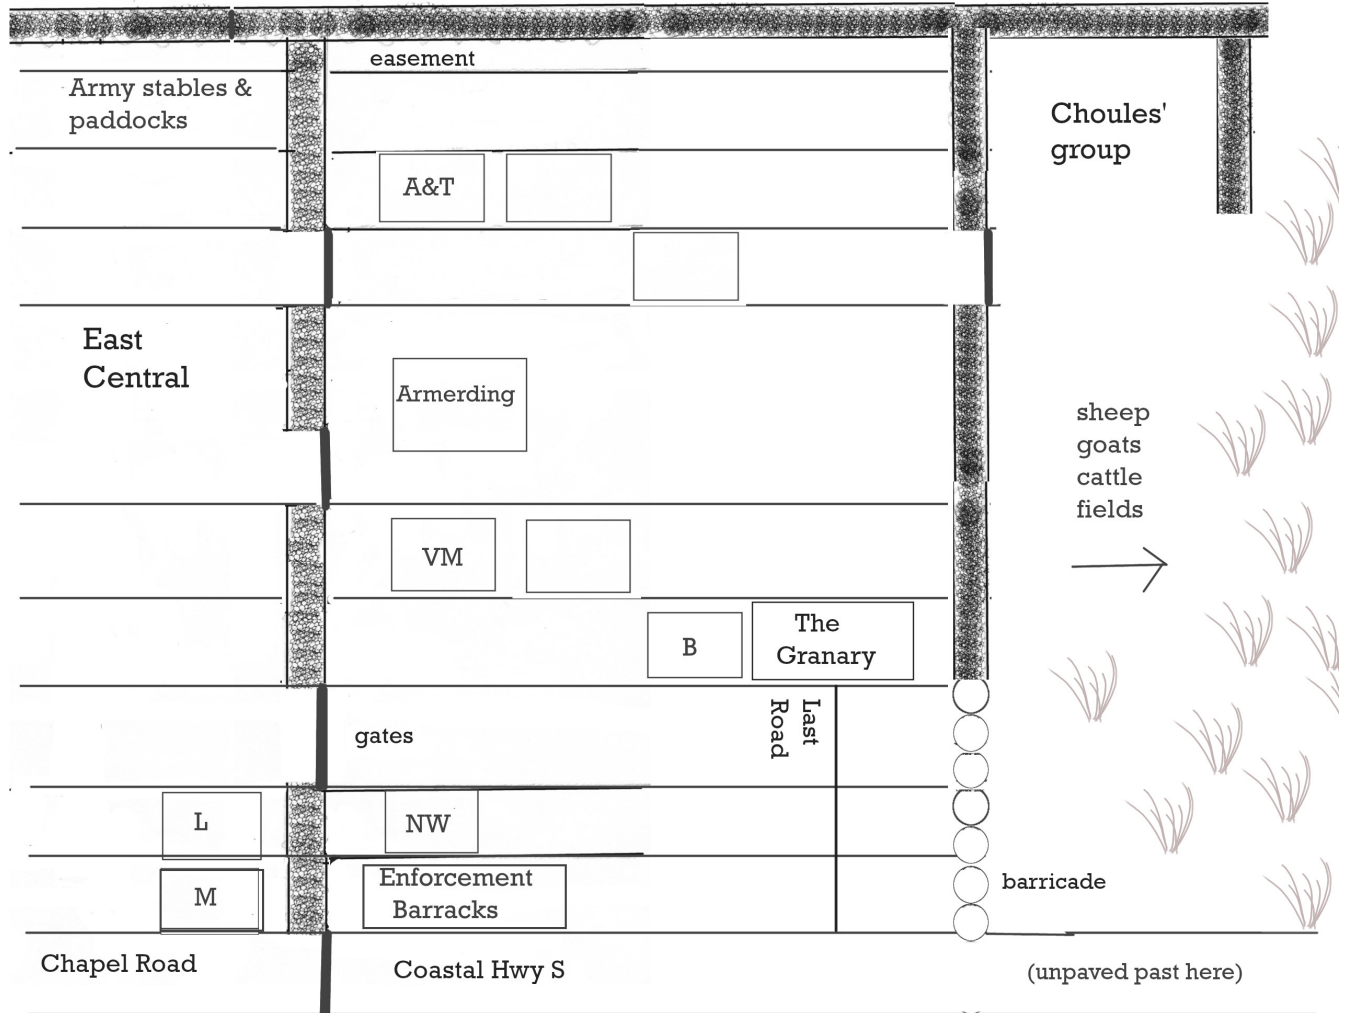 easement
Army stables &
paddocks
Choules'
group
A&T
East
Central
Armerding
sheep
goats
cattle
fields
VM
B
The
Granary
Last
Road
gates
L
NW
M
Enforcement
Barracks
barricade
Chapel Road
Coastal Hwy S
(unpaved past here)